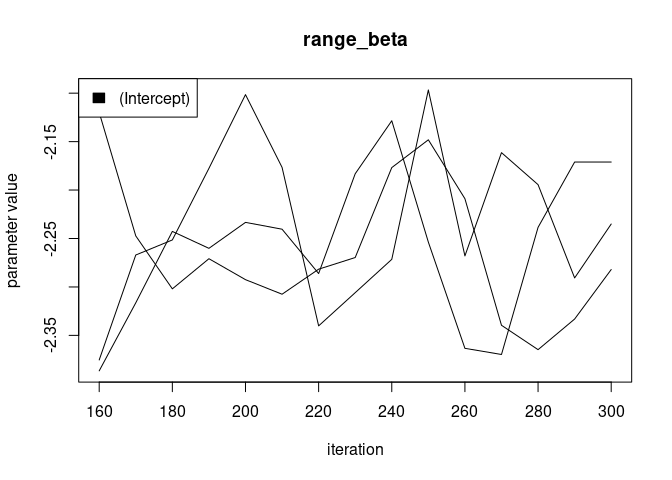 range_beta
(Intercept)
parameter value
-2.15
-2.25
-2.35
160 180 200 220 240 260 280 300
iteration